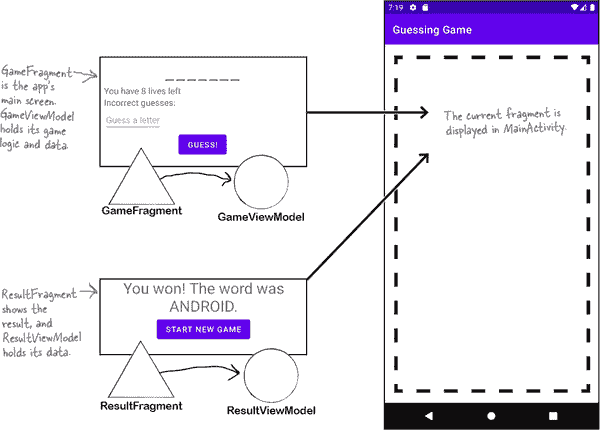 GameFragment
is the app's
main screen.
GameViewModel
holds its game
logic and data.
_ _ _ _ _ _ _
You have 8 lives left
Incorrect guesses:
Guess a letter
GUESS!
GameFragment
GameViewModel
ResultFragment
shows the
result, and
ResultViewModel
holds its data.
You won! The word was
ANDROID.
START NEW GAME
ResultFragment
ResultViewModel
7:19
Guessing Game
The current fragment is
displayed in MainActivity.